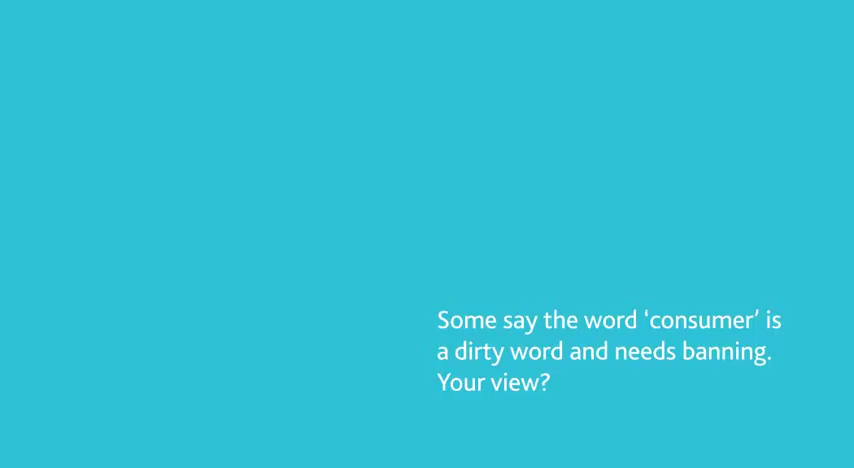 Some say the word ‘consumer’ is
a dirty word and needs banning.
Your view?